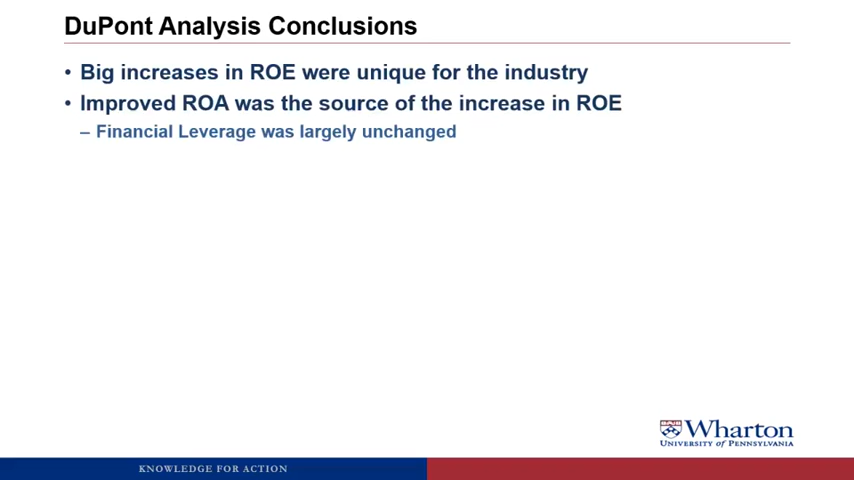 DuPont Analysis Conclusions
• Big increases in ROE were unique for the industry
• Improved ROA was the source of the increase in ROE
– Financial Leverage was largely unchanged
Wharton
UNIVERSITY of PENNSYLVANIA
KNOWLEDGE FOR ACTION